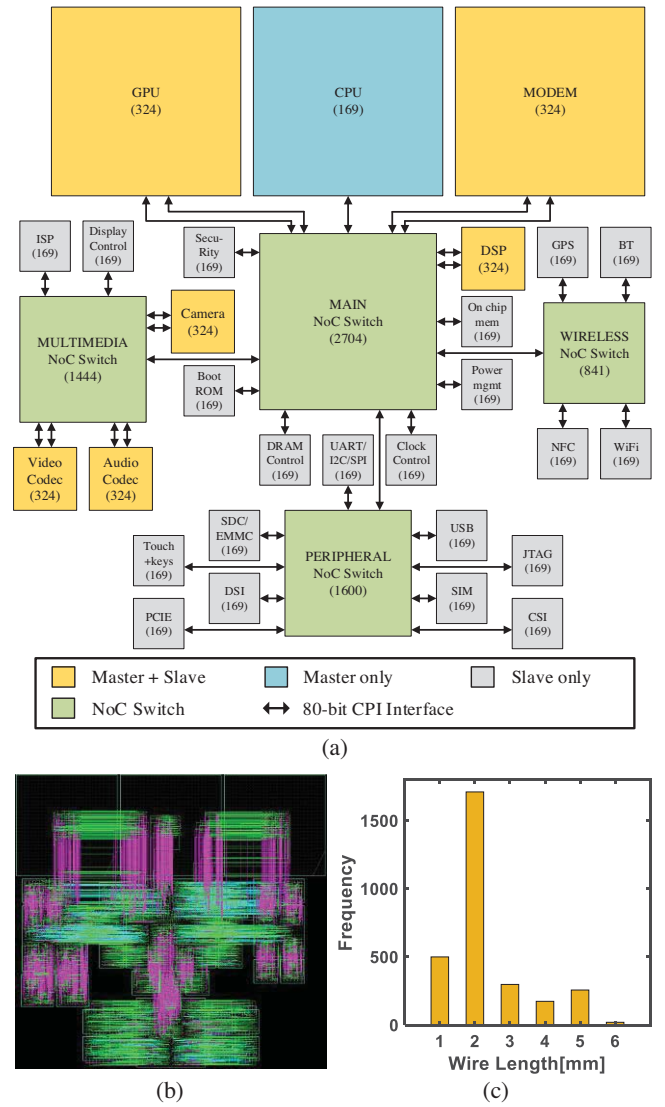 GPU
(324)
CPU
(169)
MODEM
(324)
ISP
(169)
Display
Control
(169)
Secu-
Rity
(169)
DSP
(324)
GPS
(169)
BT
(169)
MAIN
NoC Switch
(2704)
Camera
(324)
On chip
mem
(169)
MULTIMEDIA
NoC Switch
(1444)
WIRELESS
NoC Switch
(841)
Boot
ROM
(169)
Power
mgmt
(169)
Video
Codec
(324)
Audio
Codec
(324)
DRAM
Control
(169)
UART/
I2C/SPI
(169)
Clock
Control
(169)
NFC
(169)
WiFi
(169)
SDC/
EMMC
(169)
USB
(169)
Touch
+keys
(169)
PERIPHERAL
NoC Switch
(1600)
JTAG
(169)
DSI
(169)
SIM
(169)
PCIE
(169)
CSI
(169)
Master + Slave
Master only
Slave only
NoC Switch
80-bit CPI Interface
(a)
1500
1000
500
0
Frequency
1 2 3 4 5 6
Wire Length[mm]
(b)
(c)